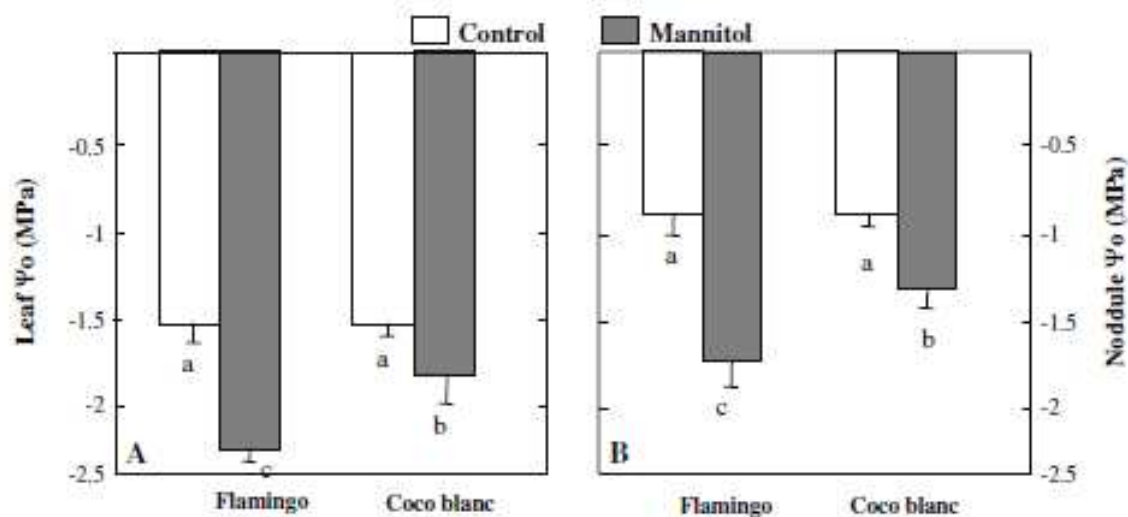 Control Mannitol
-0.5 -0.5
-1 -1
-1.5 -1.5
-2 -2
-2.5 -2.5
Leaf Ψo (MPa)
Noddule Ψo (MPa)
a c a b
a c a b
A B
Flamingo Coco blanc Flamingo Coco blanc